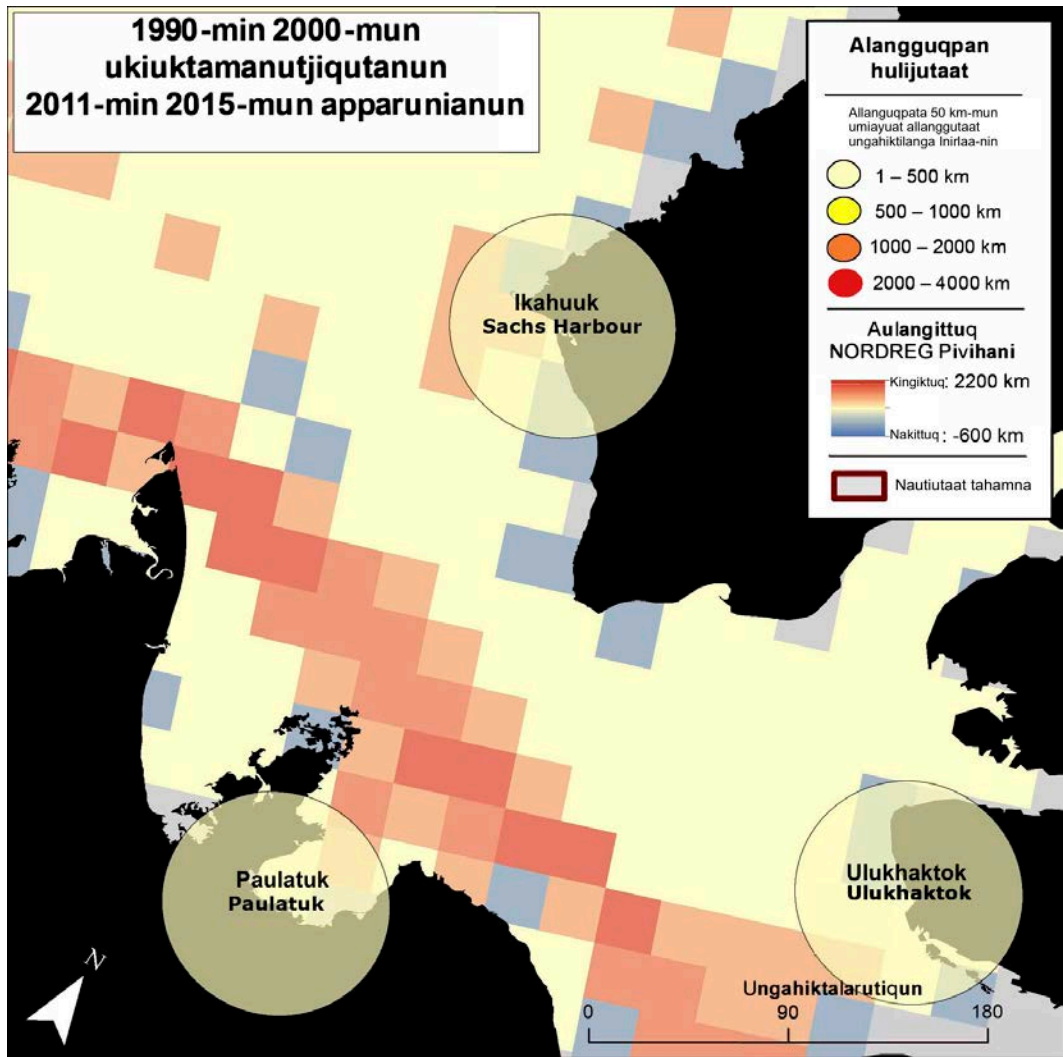 1990-min 2000-mun
ukiuktamanutjiqutanun
2011-min 2015-mun apparunianun
Alangguqpan
hulijutaat
Allanguqpata 50 km-mun
umiayuat allanggutaat
ungahiktilanga Inirlaa-nin
1 – 500 km
500 – 1000 km
1000 – 2000 km
2000 – 4000 km
Aulangittuq
NORDREG Pivihani
Kingiktuq: 2200 km
Nakittuq : -600 km
Nautiutaat tahamna
Ikahuuk
Sachs Harbour
Paulatuk
Paulatuk
Ulukhaktok
Ulukhaktok
N
Ungahiktalarutiqun
0 90 180